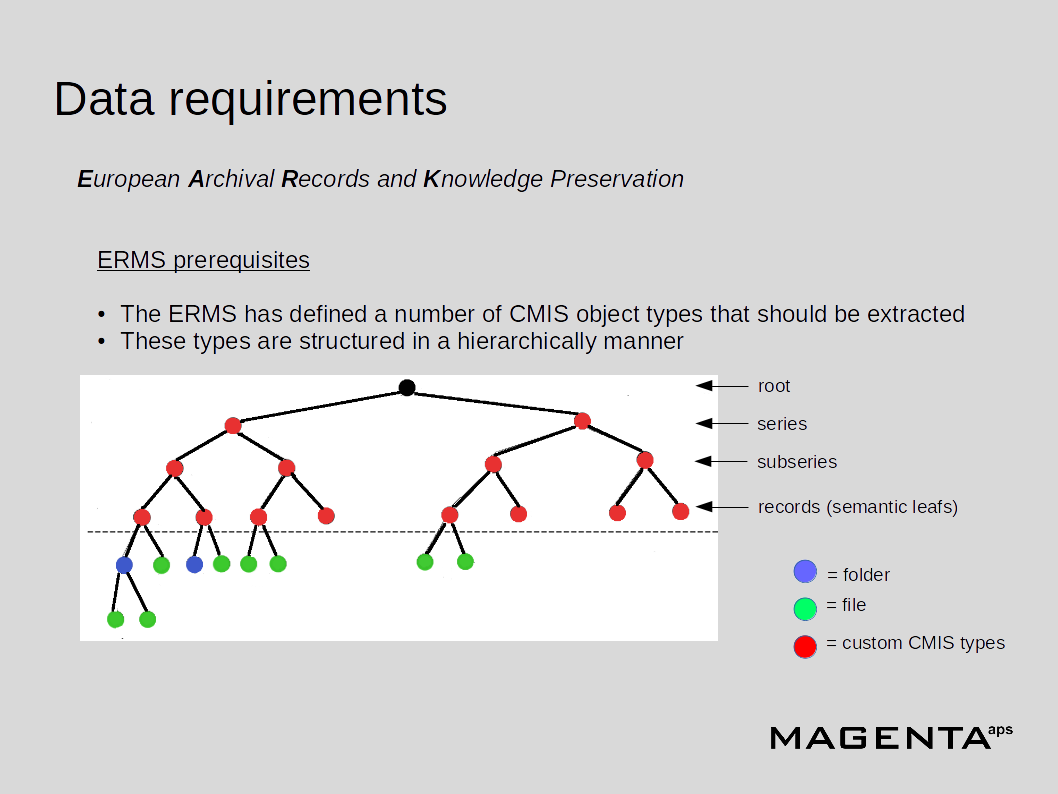 Data requirements
European Archival Records and Knowledge Preservation
ERMS prerequisites
• The ERMS has defined a number of CMIS object types that should be extracted
• These types are structured in a hierarchically manner
root
series
subseries
records (semantic leafs)
= folder
= file
= custom CMIS types
MAGENTA aps